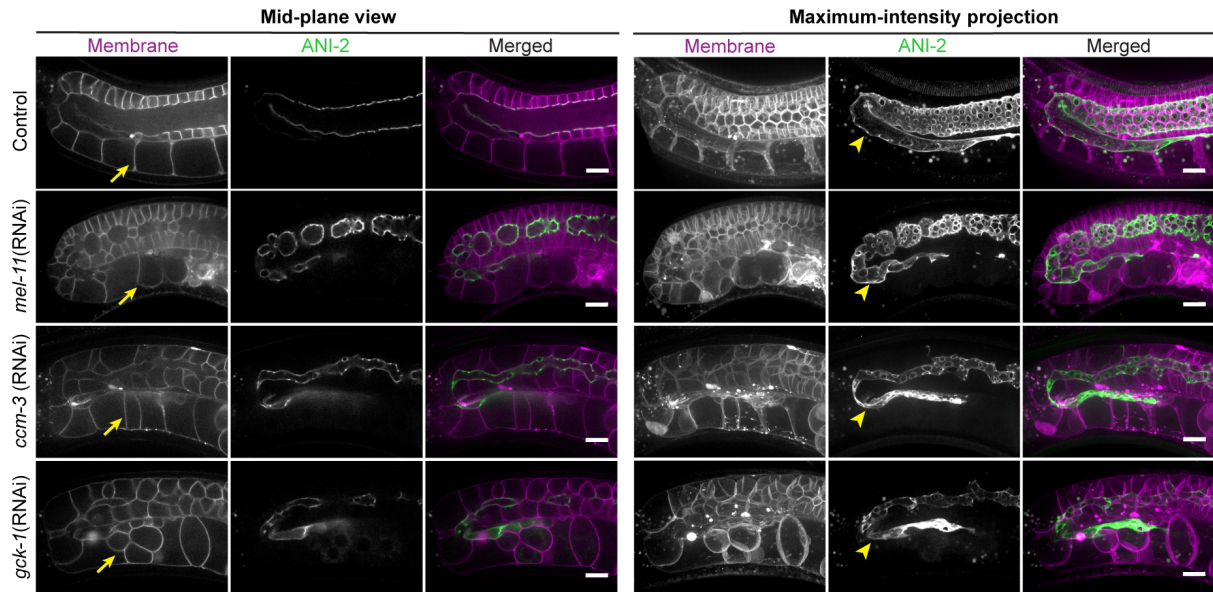 Mid-plane view
Maximum-intensity projection
Membrane ANI-2 Merged
Membrane ANI-2 Merged
Control
mel-11(RNAi)
ccm-3 (RNAi)
gck-1(RNAi)